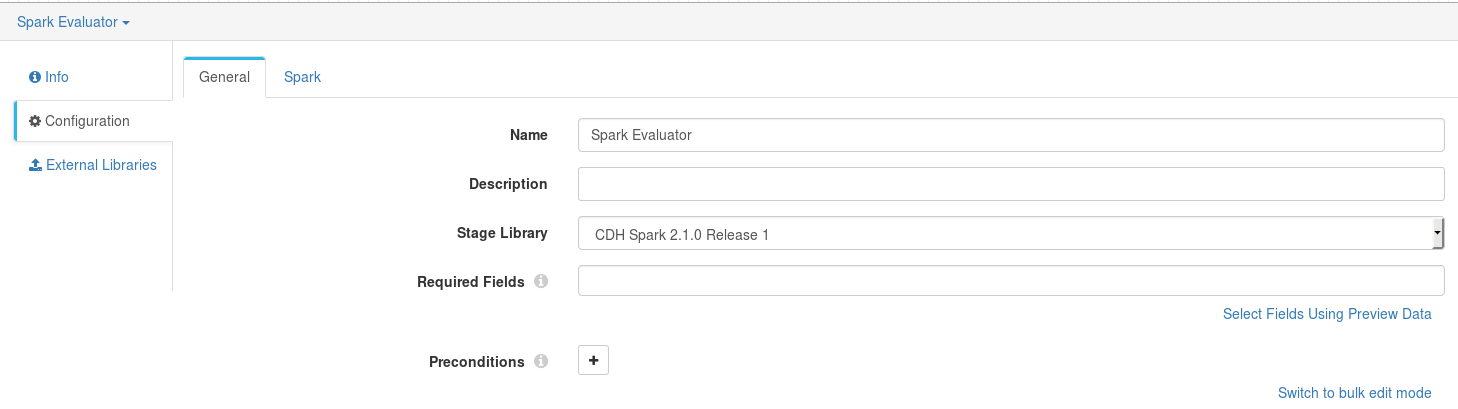 Spark Evaluator
Info
Configuration
External Libraries
General Spark
Name Spark Evaluator
Description
Stage Library CDH Spark 2.1.0 Release 1
Required Fields
Select Fields Using Preview Data
Preconditions +
Switch to bulk edit mode